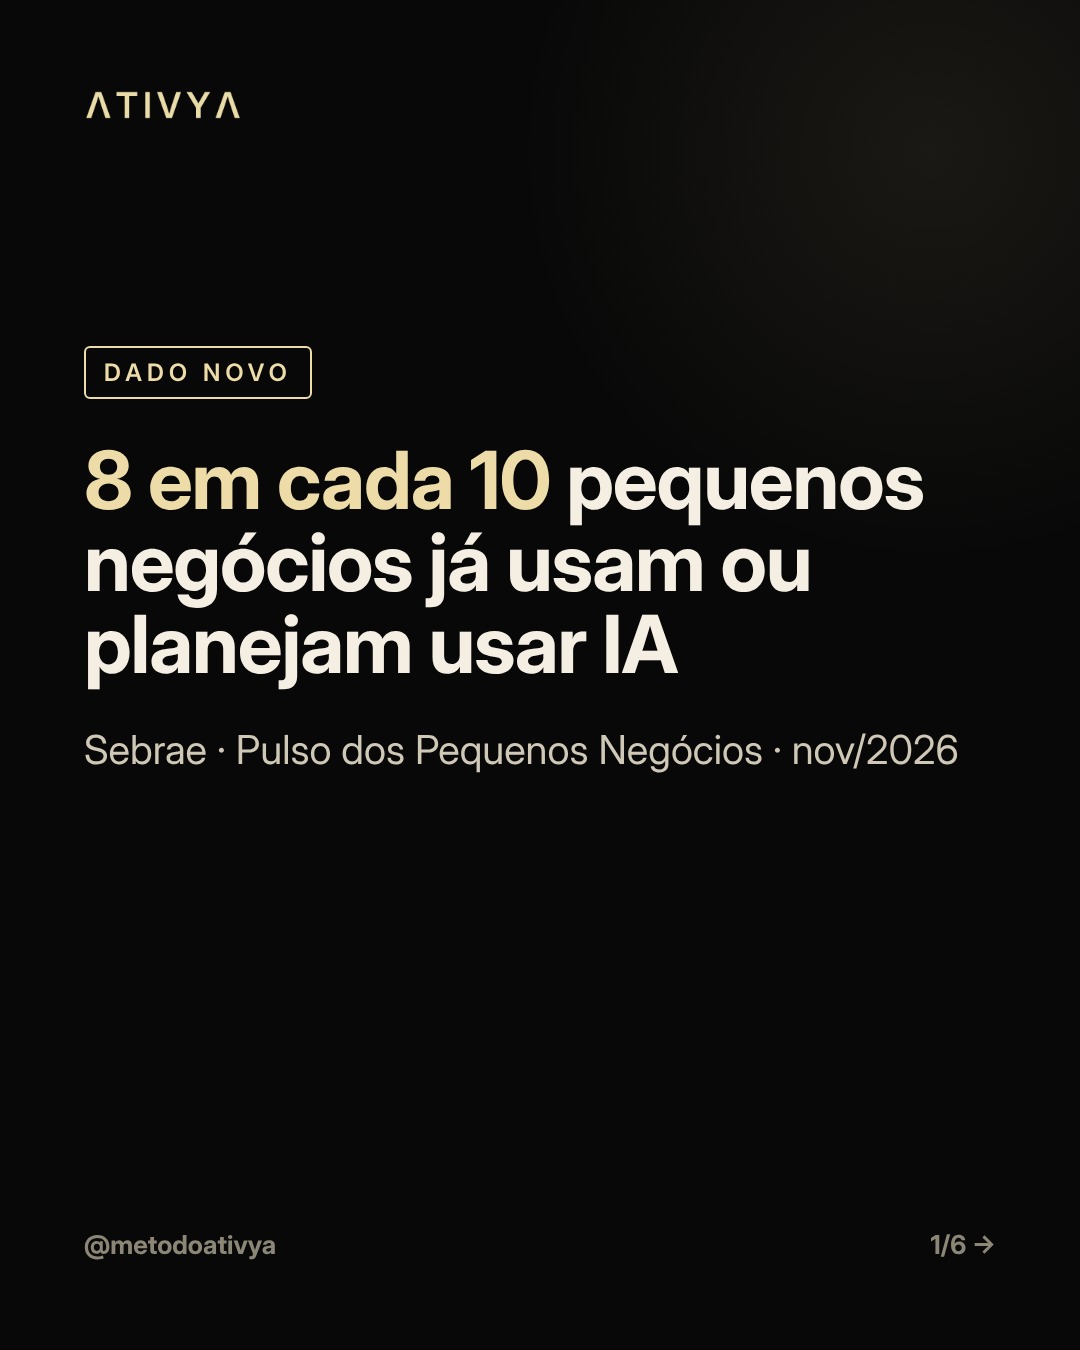 ATIVYA
DADO NOVO
8 em cada 10 pequenos
negócios já usam ou
planejam usar IA
Sebrae · Pulso dos Pequenos Negócios · nov/2026
@metodoativya
1/6 →